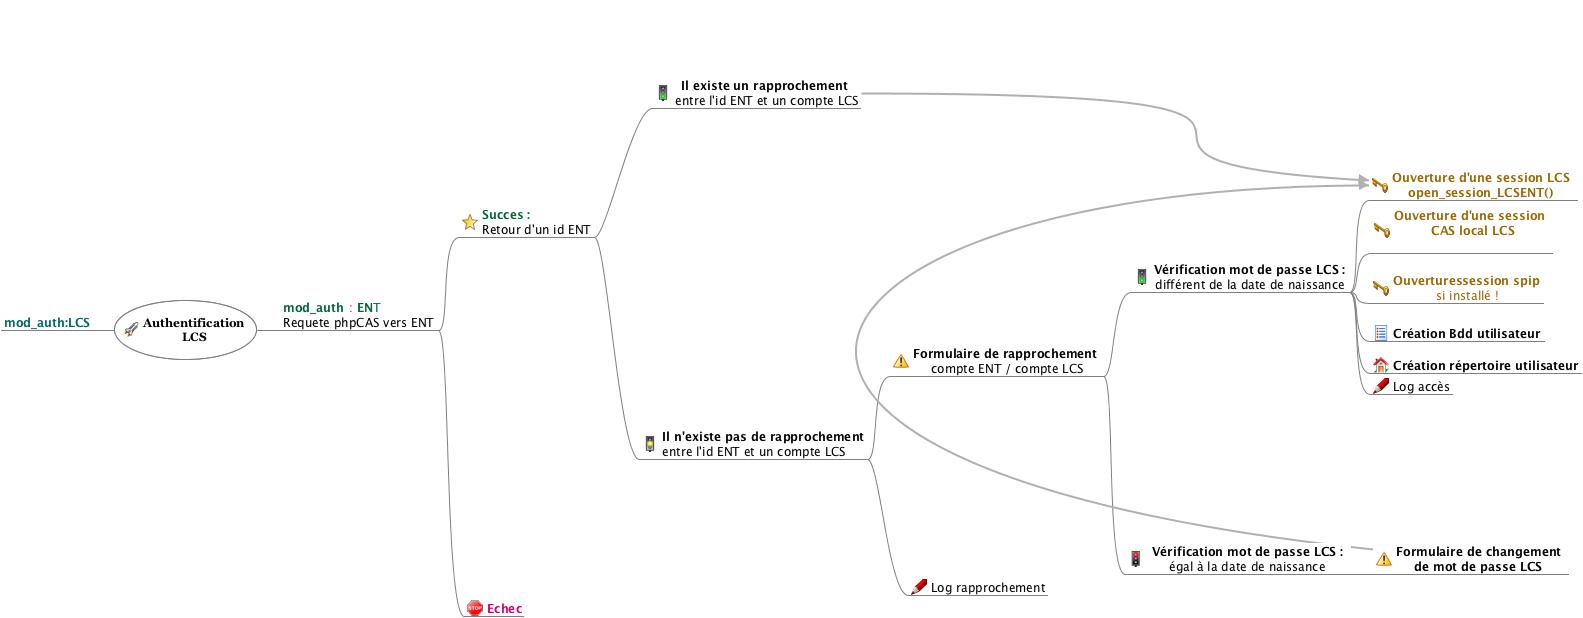 mod_auth:LCS
Authentification
LCS
mod_auth : ENT
Requete phpCAS vers ENT
Succes :
Retour d'un id ENT
Il existe un rapprochement
entre l'id ENT et un compte LCS
Il n'existe pas de rapprochement
entre l'id ENT et un compte LCS
Formulaire de rapprochement
compte ENT / compte LCS
Vérification mot de passe LCS :
différent de la date de naissance
Ouverture d'une session LCS
open_session_LCSENT()
Ouverture d'une session
CAS local LCS
Ouverturessession spip
si installé !
Création Bdd utilisateur
Création répertoire utilisateur
Log accès
Vérification mot de passe LCS :
égal à la date de naissance
Formulaire de changement
de mot de passe LCS
Log rapprochement
STOP
Echec